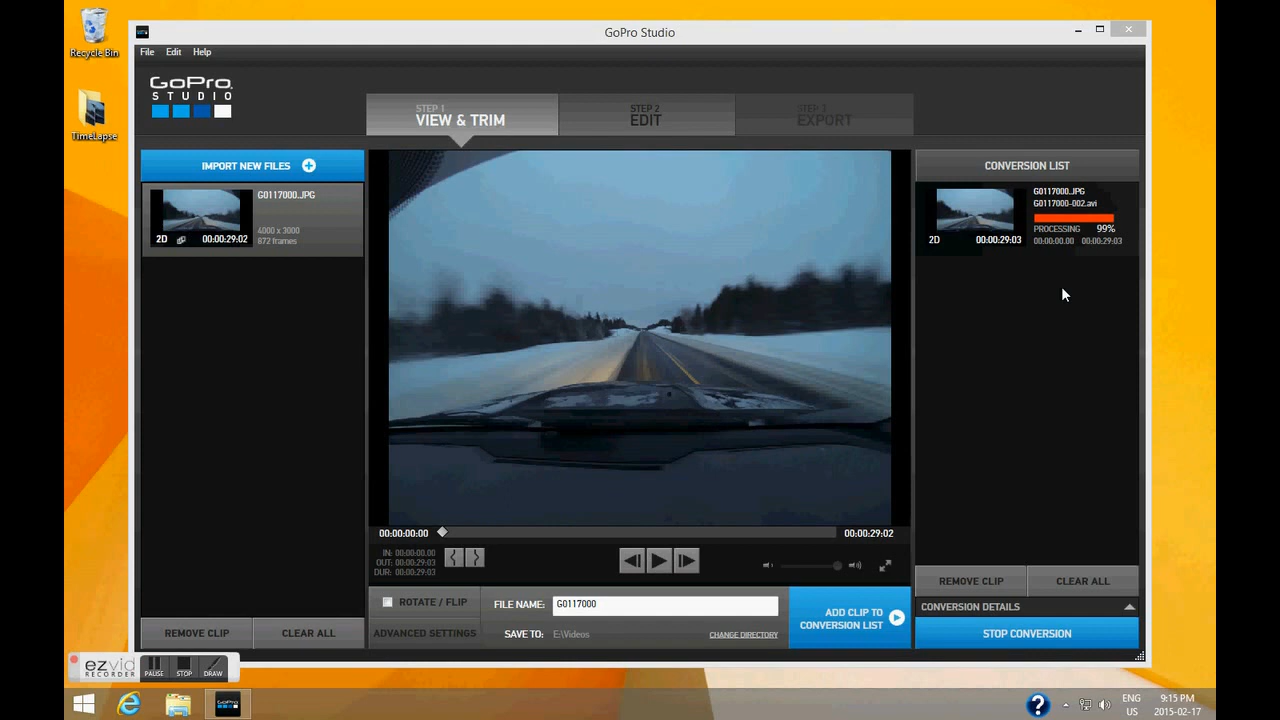 Recycle Bin
TimeLapse
GoPro Studio
File Edit Help
GoPro
STUDIO
STEP 1
VIEW & TRIM
STEP 2
EDIT
STEP 3
EXPORT
IMPORT NEW FILES
G0117000.JPG
4000 x 3000
872 frames
2D 00:00:29:02
REMOVE CLIP
CLEAR ALL
00:00:00:00
00:00:29:02
IN: 00:00:00.00
OUT: 00:00:29:03
DUR: 00:00:29:03
ROTATE / FLIP
ADVANCED SETTINGS
FILE NAME: G0117000
SAVE TO: E:\Videos
CHANGE DIRECTORY
ADD CLIP TO
CONVERSION LIST
CONVERSION LIST
G0117000.JPG
G0117000-002.avi
PROCESSING 99%
00:00:00.00 00:00:29:03
2D 00:00:29:03
REMOVE CLIP
CLEAR ALL
CONVERSION DETAILS
STOP CONVERSION
ezvid
RECORDER
PAUSE
STOP
DRAW
GoPro
?
ENG
US
9:15 PM
2015-02-17